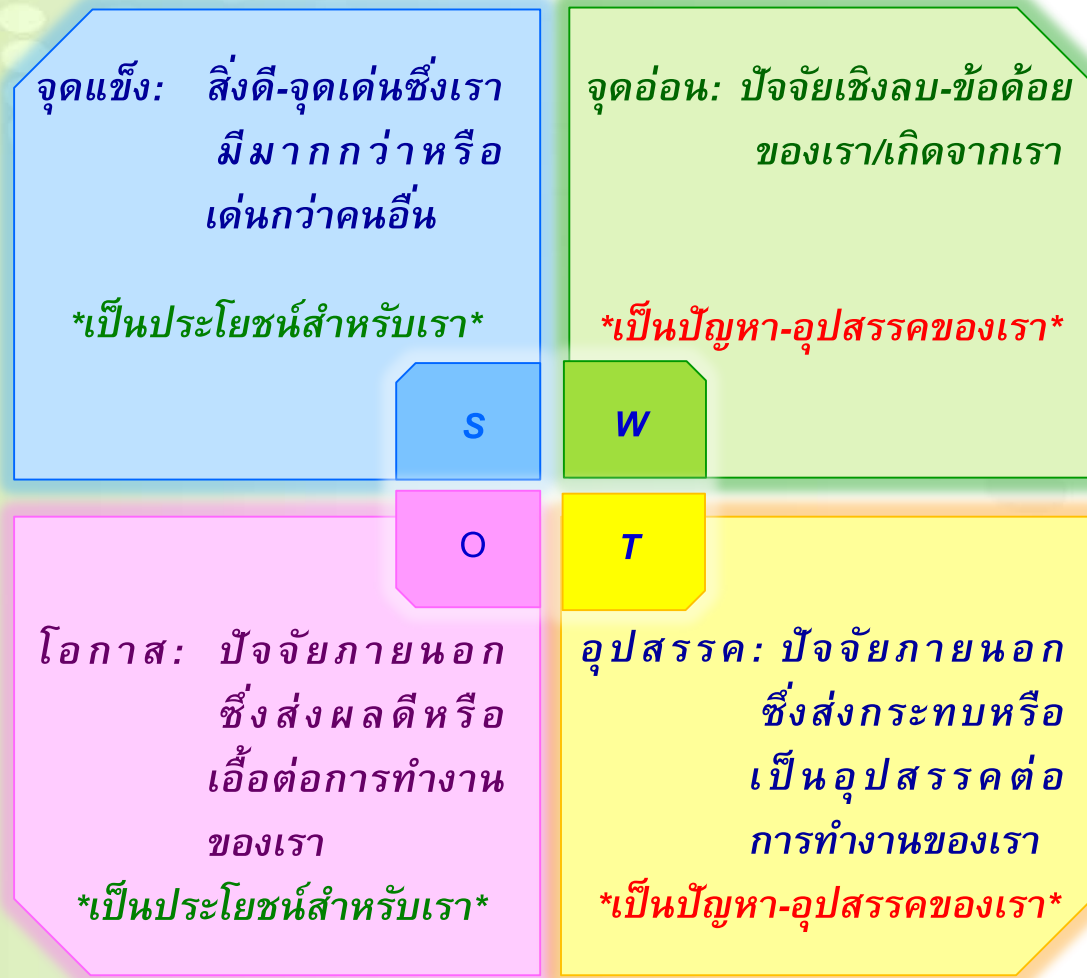 จุดแข็ง: สิ่งดี-จุดเด่นซึ่งเรา
มีมากกว่าหรือ
เด่นกว่าคนอื่น
*เป็นประโยชน์สำหรับเรา*
S
จุดอ่อน: ปัจจัยเชิงลบ-ข้อด้อย
ของเรา/เกิดจากเรา
*เป็นปัญหา-อุปสรรคของเรา*
W
O
โอกาส: ปัจจัยภายนอก
ซึ่งส่งผลดีหรือ
เอื้อต่อการทำงาน
ของเรา
*เป็นประโยชน์สำหรับเรา*
T
อุปสรรค: ปัจจัยภายนอก
ซึ่งส่งกระทบหรือ
เป็นอุปสรรคต่อ
การทำงานของเรา
*เป็นปัญหา-อุปสรรคของเรา*